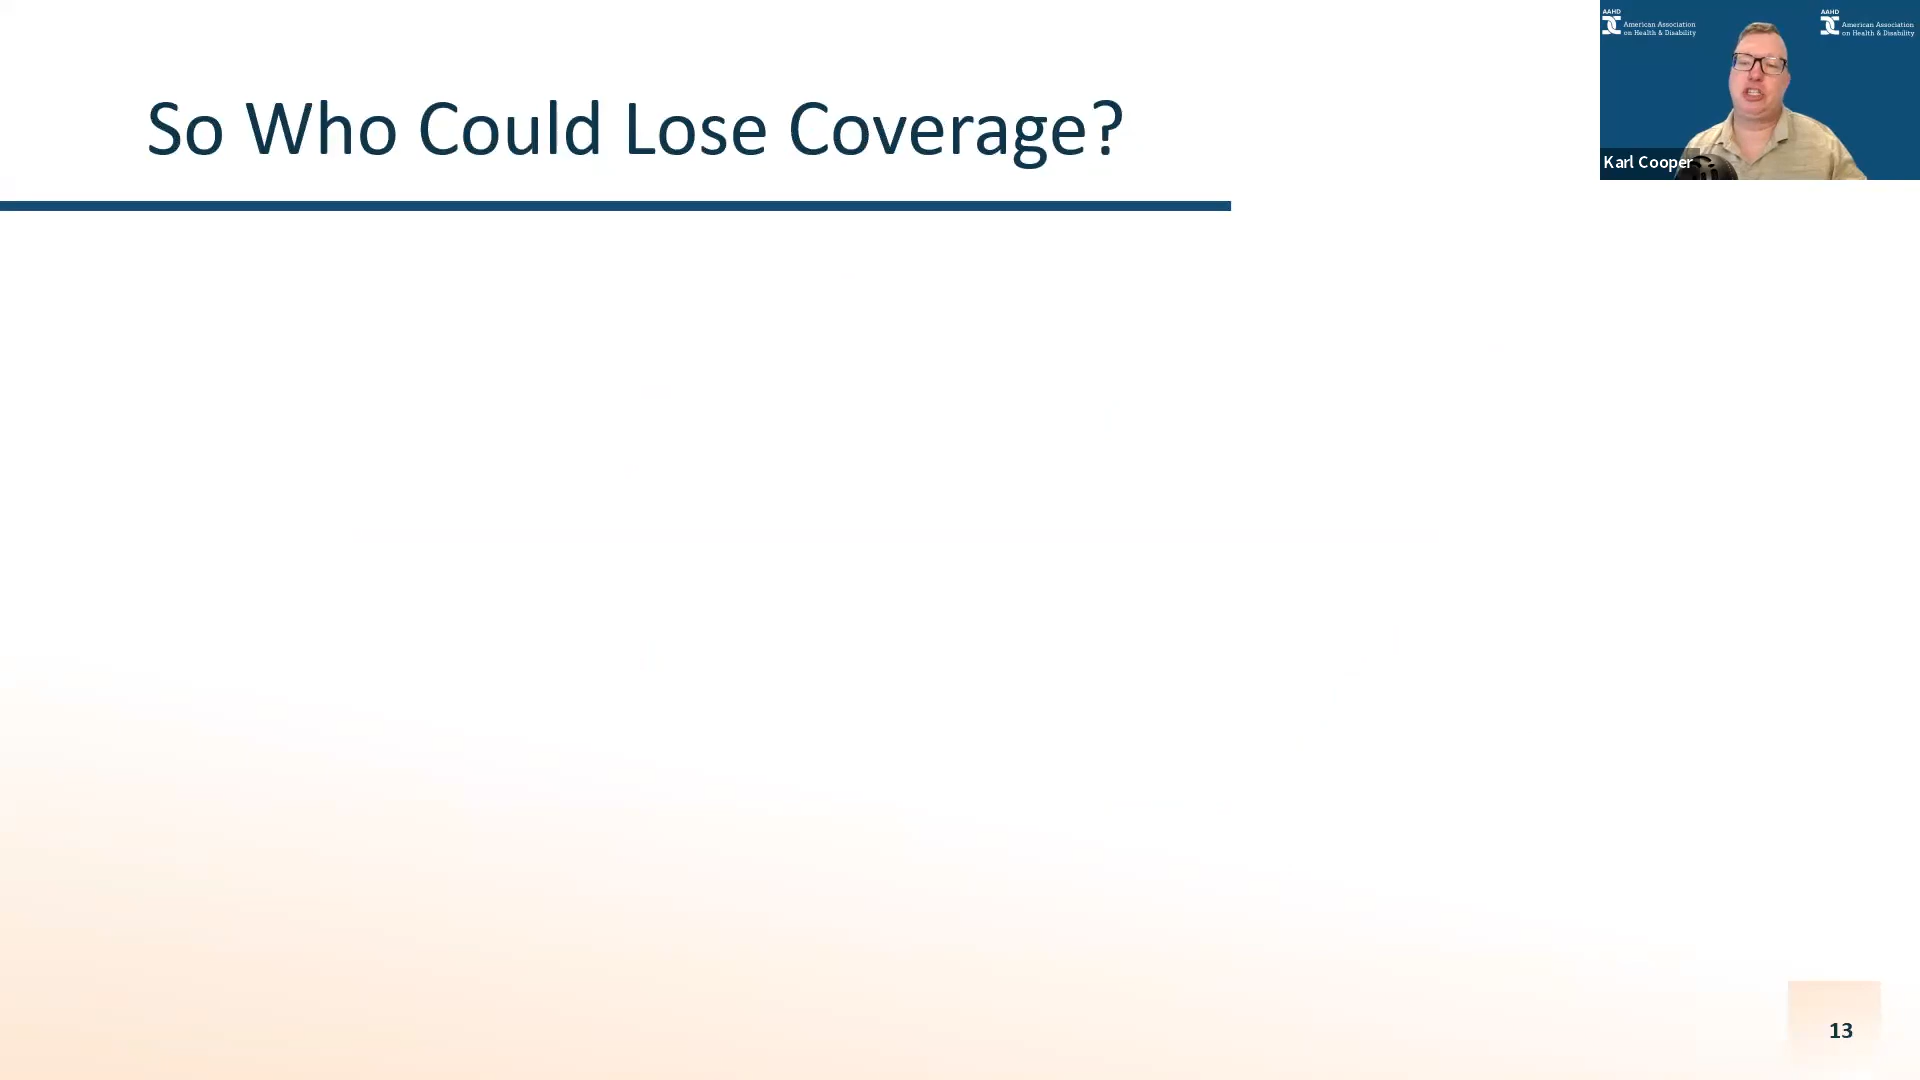 So Who Could Lose Coverage?
AAHD
American Association
on Health & Disability
AAHD
American Association
on Health & Disability
Karl Cooper
13